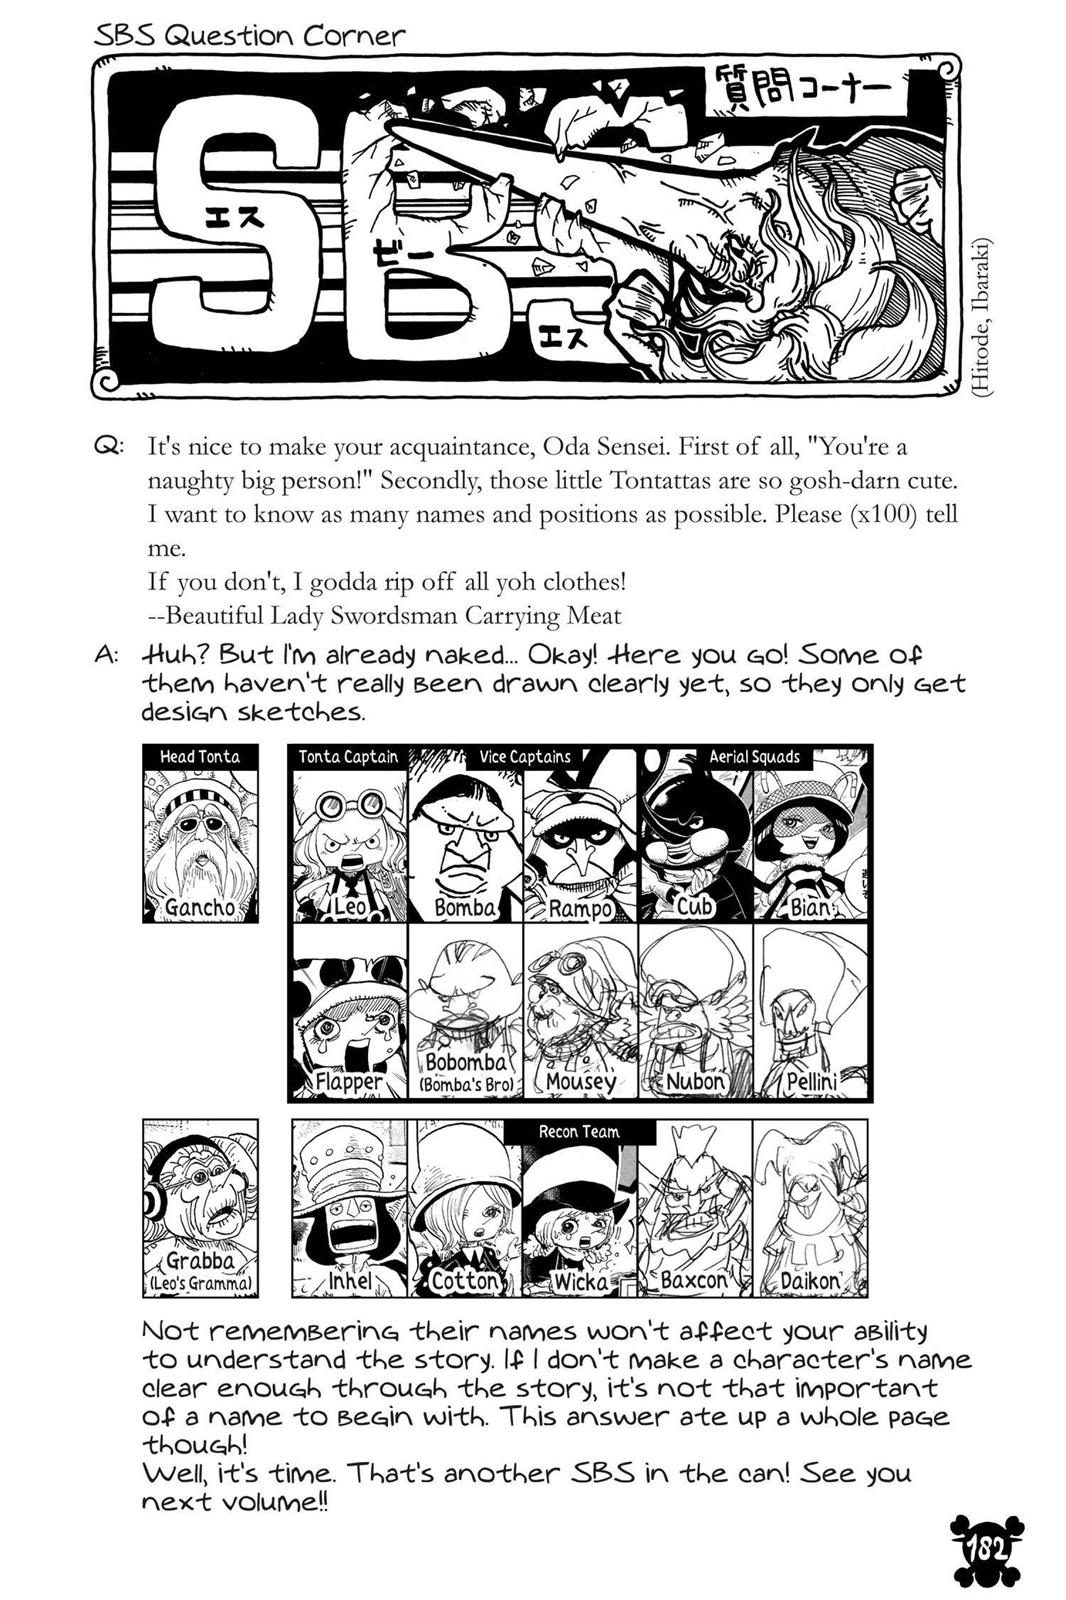 SBS Question Corner
質問コーナー
SBS
エス
ビー
エス
(Hitode, Ibaraki)
Q: It's nice to make your acquaintance, Oda Sensei. First of all, "You're a
naughty big person!" Secondly, those little Tontattas are so gosh-darn cute.
I want to know as many names and positions as possible. Please (x100) tell
me.
If you don't, I godda rip off all yoh clothes!
--Beautiful Lady Swordsman Carrying Meat
A: Huh? But I'm already naked... Okay! Here you go! Some of
them haven't really been drawn clearly yet, so they only get
design sketches.
Head Tonta
Tonta Captain
Vice Captains
Aerial Squads
Gancho
Leo
Bomba
Rampo
Cub
Bian
Flapper
Bobomba
(Bomba's Bro)
Mousey
Nubon
Pellini
Recon Team
Grabba
(Leo's Gramma)
Inhel
Cotton
Wicka
Baxcon
Daikon
Not remembering their names won't affect your ability
to understand the story. If I don't make a character's name
clear enough through the story, it's not that important
of a name to begin with. This answer ate up a whole page
though!
Well, it's time. That's another SBS in the can! See you
next volume!!
182